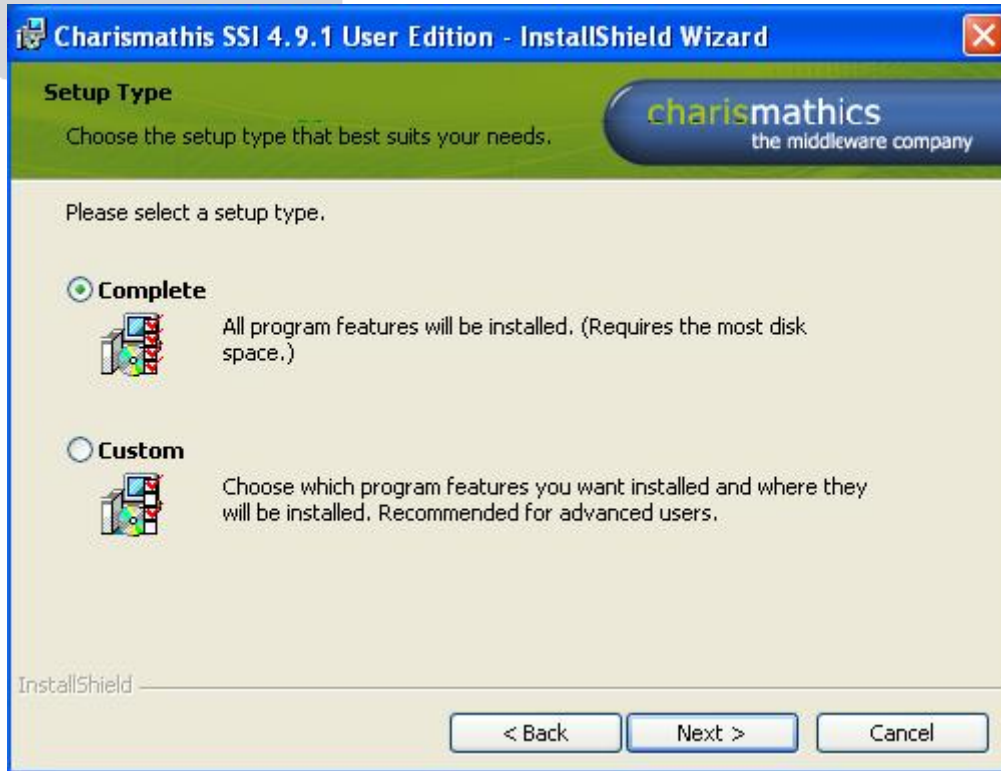 Charismathis SSI 4.9.1 User Edition - InstallShield Wizard
Setup Type
Choose the setup type that best suits your needs.
charismathics
the middleware company
Please select a setup type.
Complete
All program features will be installed. (Requires the most disk
space.)
Custom
Choose which program features you want installed and where they
will be installed. Recommended for advanced users.
InstallShield
< Back
Next >
Cancel